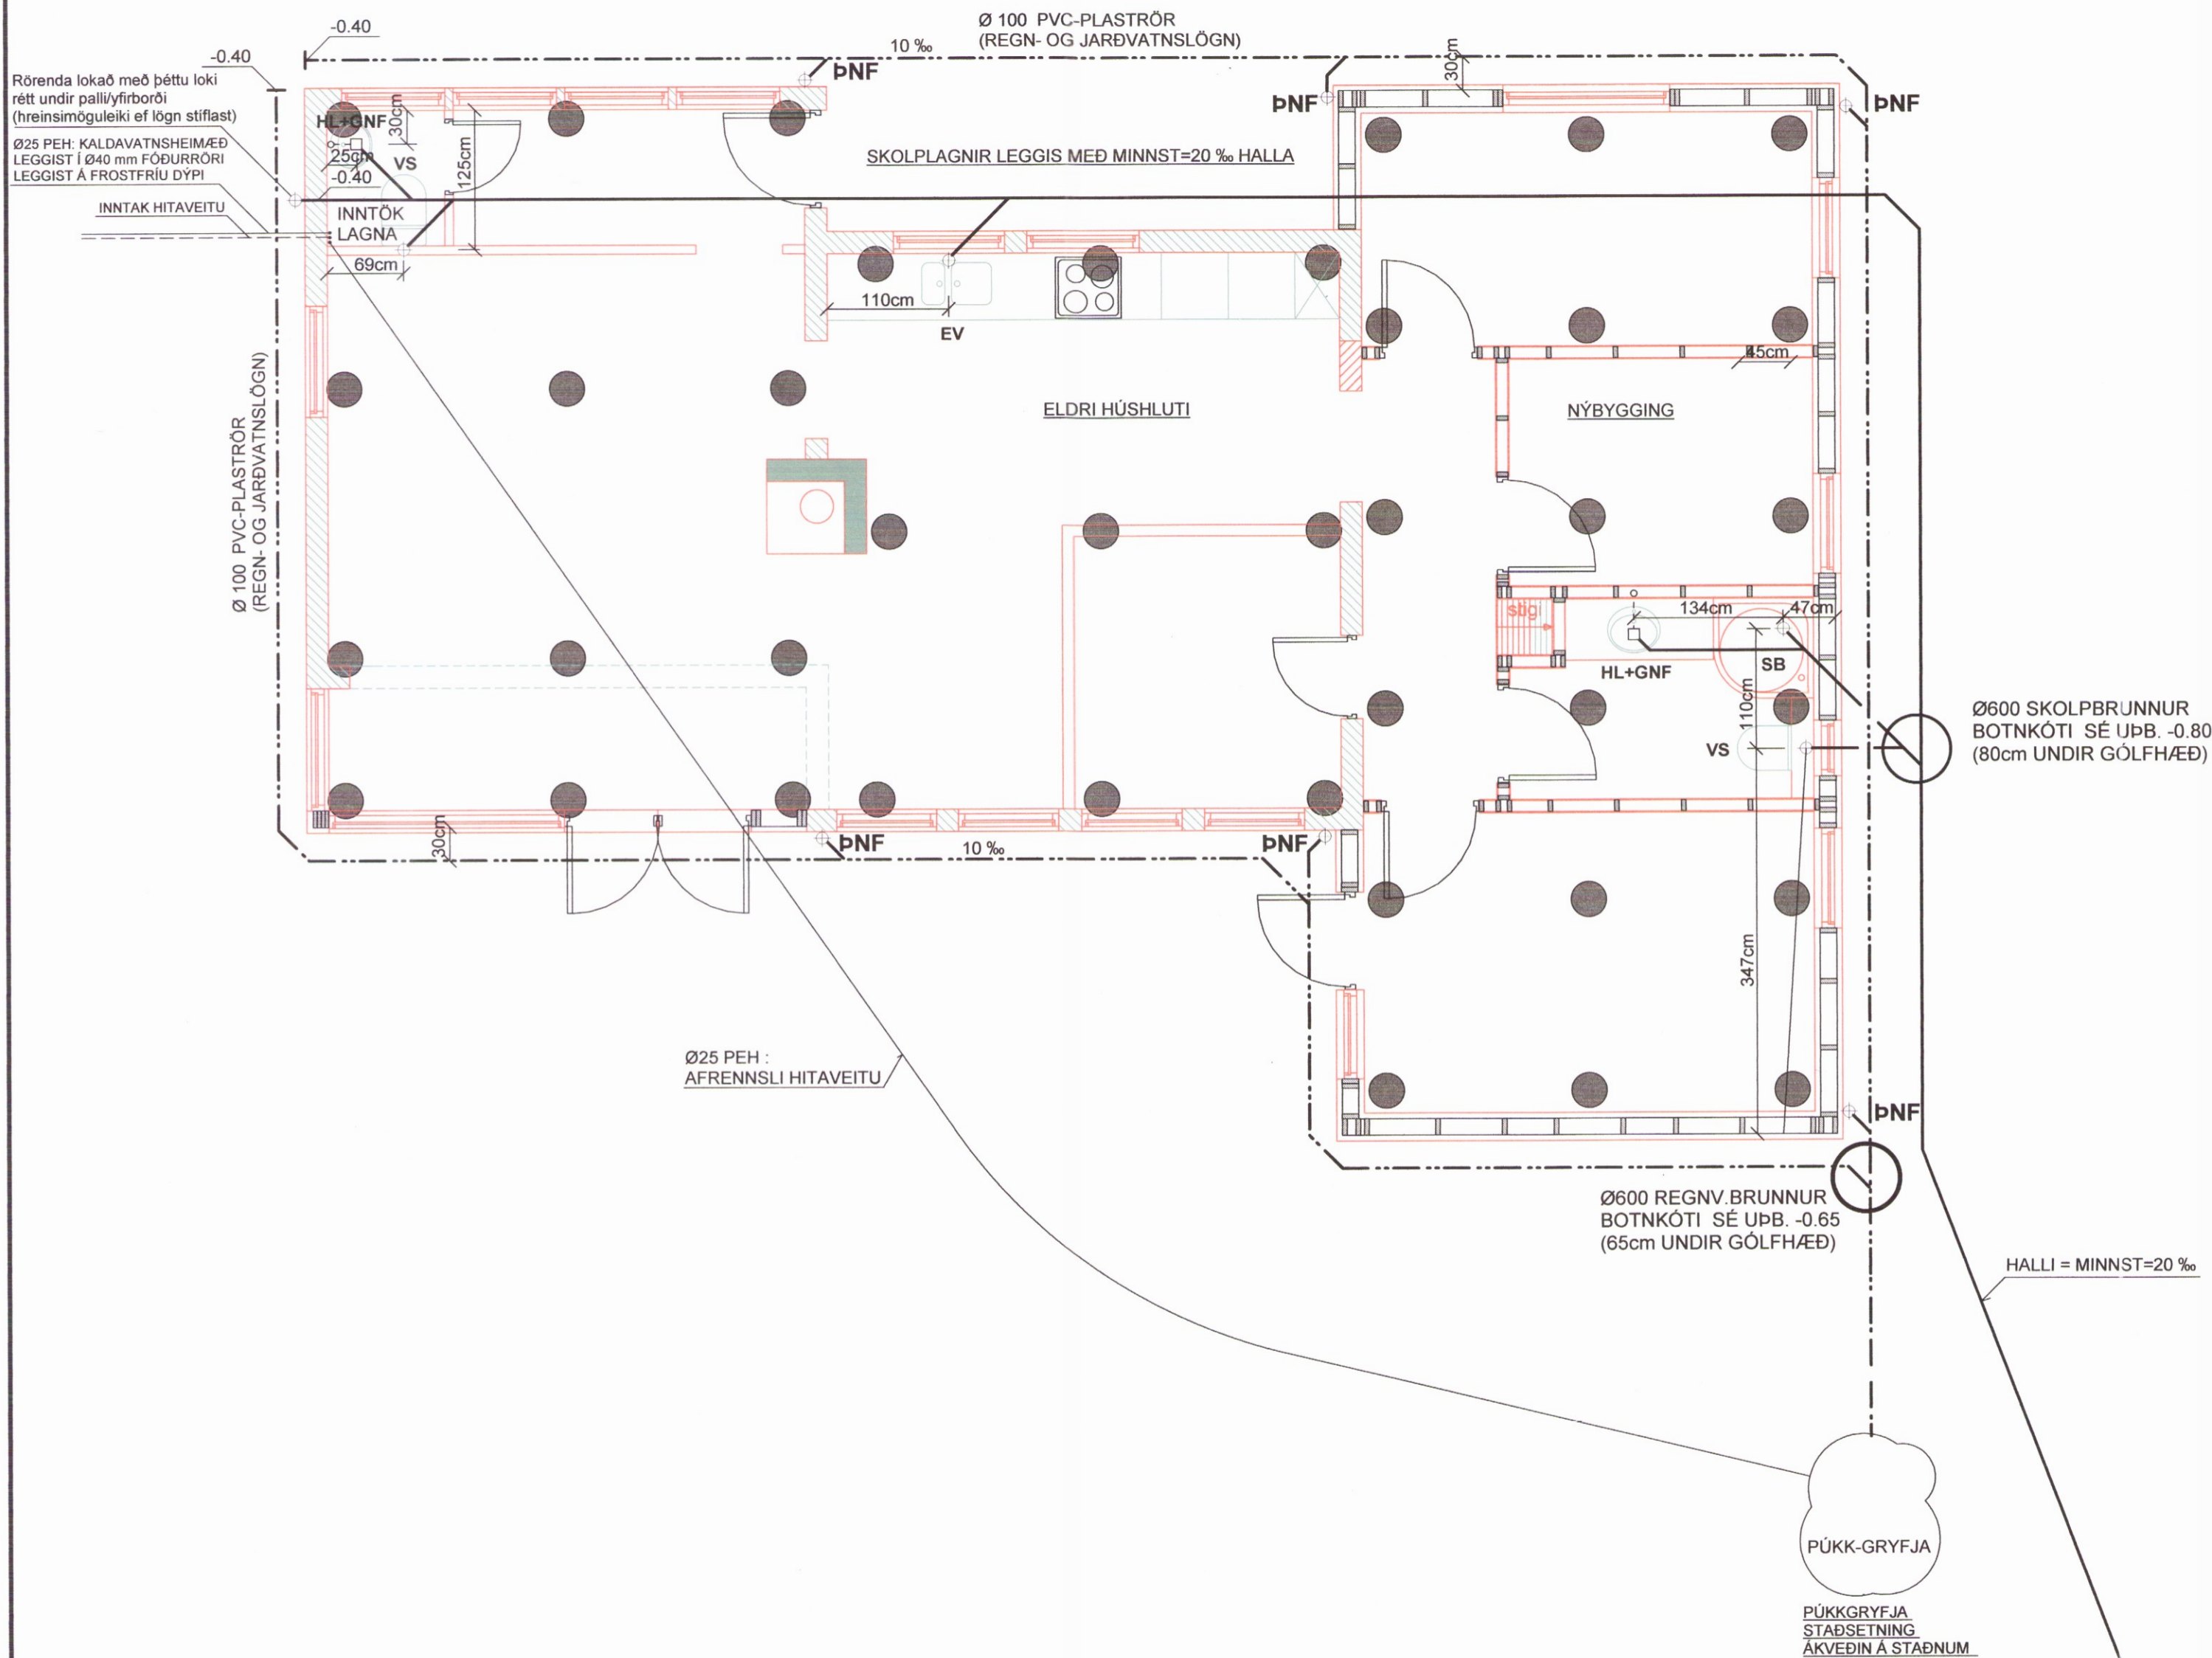 Ø 100 PVC-PLASTRÖR
(REGN- OG JARÐVATNSLÖGN)
10 ‰
-0.40
-0.40
Rörenda lokað með þéttu loki
rétt undir palli/yfirborði
(hreinsimöguleiki ef lögn stíflast)
Ø25 PEH: KALDAVATNSHEIMÆÐ
LEGGIST Í Ø40 mm FÓÐURRÖRI
LEGGIST Á FROSTFRÍU DÝPI
INNTAK HITAVEITU
HL+GNF
30cm
25cm
VS
-0.40
125cm
INNTÖK
LAGNA
69cm
ÞNF
ÞNF
30cm
ÞNF
SKOLPLAGNIR LEGGIS MEÐ MINNST=20 ‰ HALLA
110cm
EV
45cm
ELDRI HÚSHLUTI
NÝBYGGING
Ø 100 PVC-PLASTRÖR
(REGN- OG JARÐVATNSLÖGN)
stigi
134cm
47cm
HL+GNF
SB
110cm
VS
Ø600 SKOLPBRUNNUR
BOTNKÓTI SÉ UÞB. -0.80
(80cm UNDIR GÓLFHÆÐ)
30cm
ÞNF
10 ‰
ÞNF
347cm
Ø25 PEH :
AFRENNSLI HITAVEITU
ÞNF
Ø600 REGNV.BRUNNUR
BOTNKÓTI SÉ UÞB. -0.65
(65cm UNDIR GÓLFHÆÐ)
HALLI = MINNST=20 ‰
PÚKK-GRYFJA
PÚKKGRYFJA
STAÐSETNING
ÁKVEÐIN Á STAÐNUM